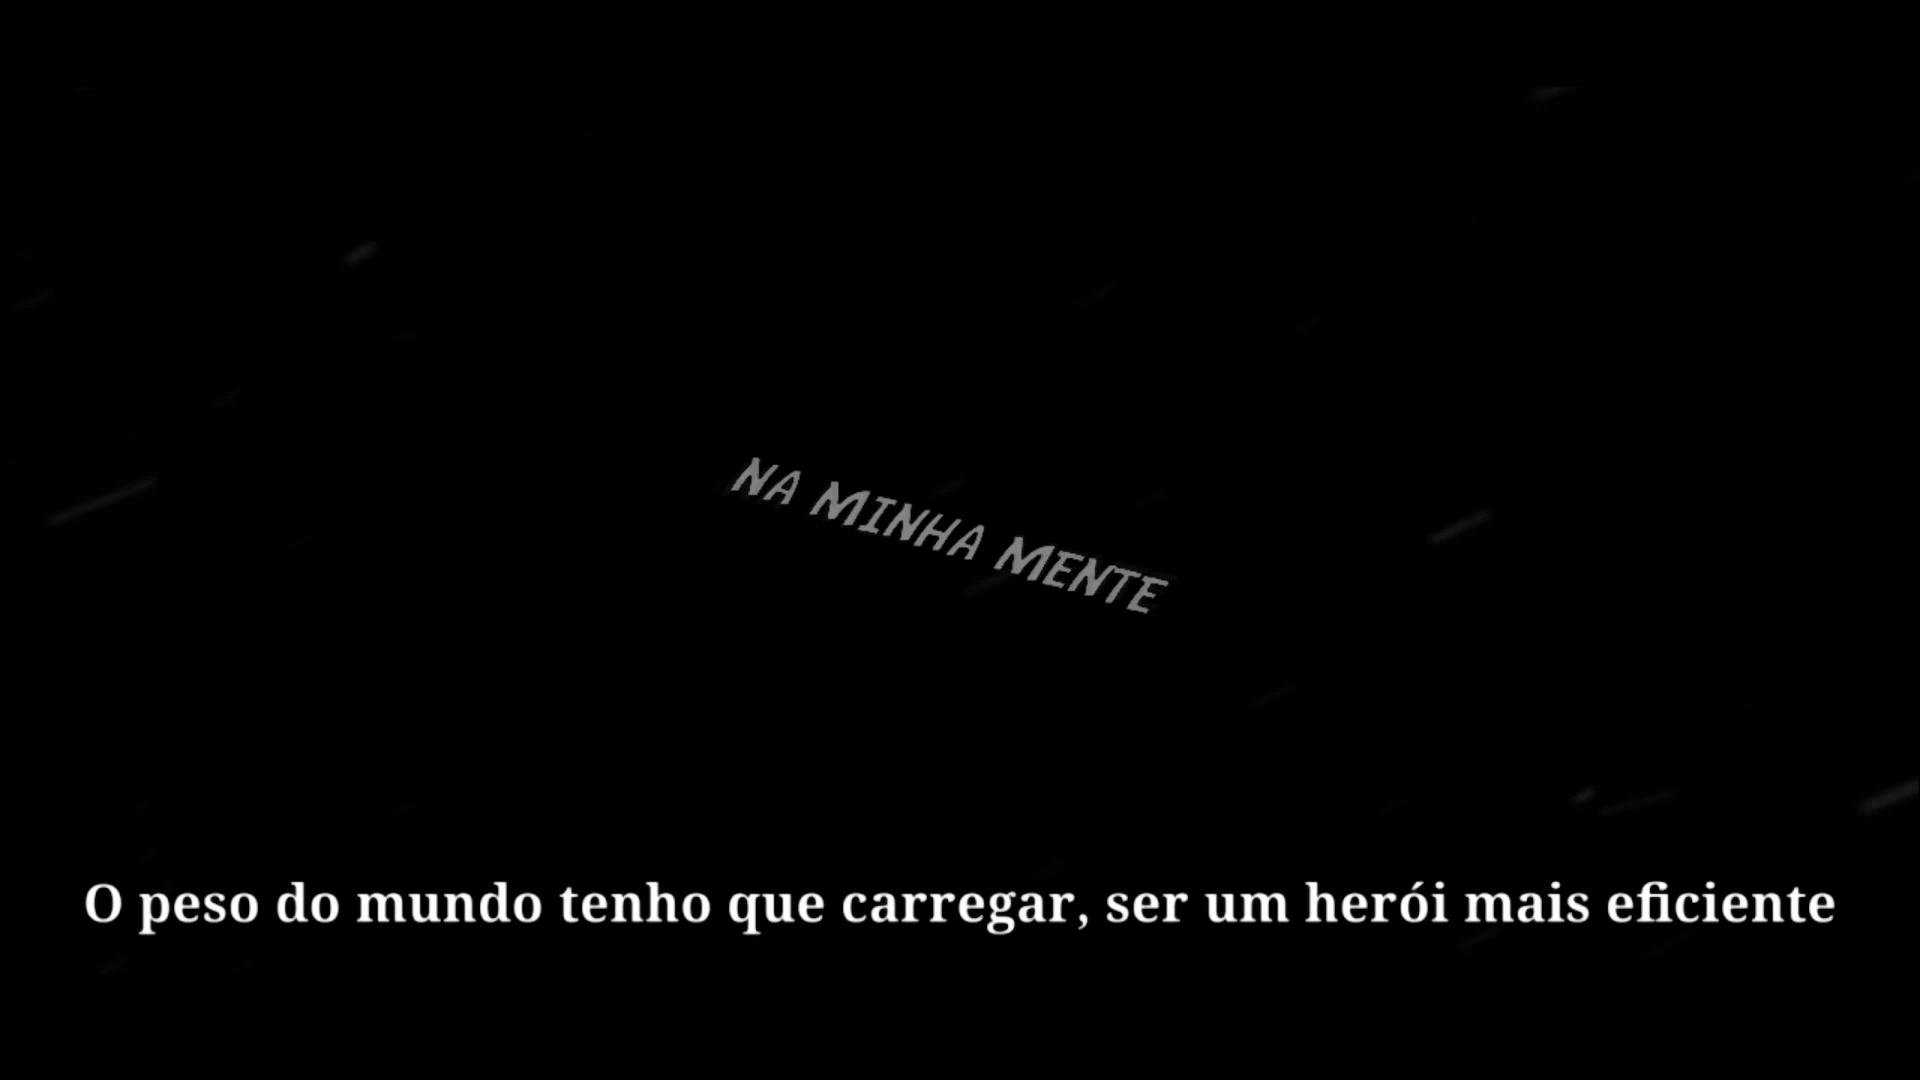 NA MINHA MENTE
O peso do mundo tenho que carregar, ser um herói mais eficiente